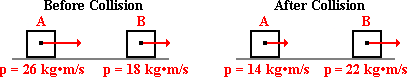 Before Collision After Collision
A B A B
p = 26 kg•m/s p = 18 kg•m/s p = 14 kg•m/s p = 22 kg•m/s